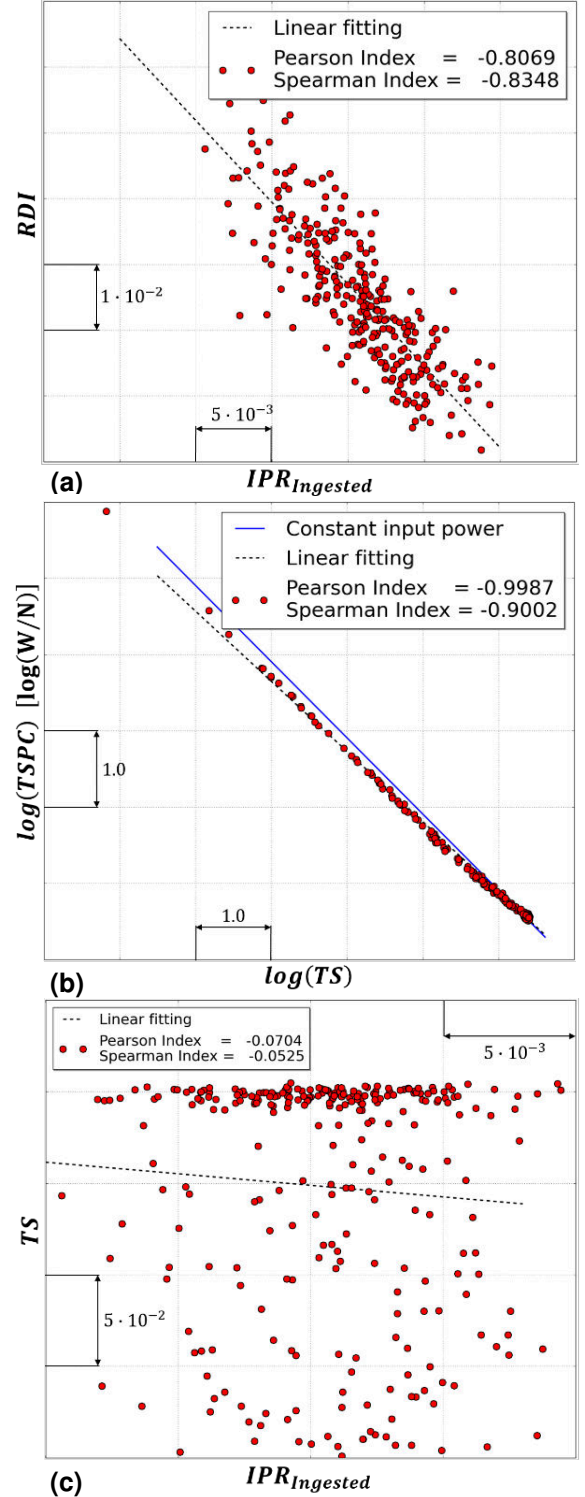 Linear fitting
Pearson Index = -0.8069
Spearman Index = -0.8348
RDI
1 · 10⁻²
5 · 10⁻³
(a)
IPR_Ingested
Constant input power
Linear fitting
Pearson Index = -0.9987
Spearman Index = -0.9002
log(TSPC) [log(W/N)]
1.0
1.0
(b)
log(TS)
Linear fitting
Pearson Index = -0.0704
Spearman Index = -0.0525
5 · 10⁻³
TS
5 · 10⁻²
(c)
IPR_Ingested